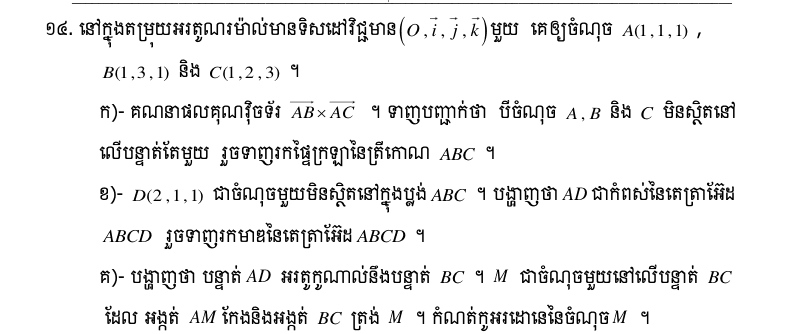 ១៤. នៅក្នុងតម្រុយអរតូណរម៉ាល់មានទិសដៅវិជ្ជមាន (O, i⃗, j⃗, k⃗) មួយ គេឲ្យចំណុច A(1,1,1) ,
B(1,3,1) និង C(1,2,3) ។
ក)- គណនាផលគុណវ៉ិចទ័រ AB⃗ × AC⃗ ។ ទាញបញ្ជាក់ថា បីចំណុច A, B និង C មិនស្ថិតនៅ
លើបន្ទាត់តែមួយ រួចទាញរកផ្ទៃក្រឡានៃត្រីកោណ ABC ។
ខ)- D(2,1,1) ជាចំណុចមួយមិនស្ថិតនៅក្នុងប្លង់ ABC ។ បង្ហាញថា AD ជាកំពស់នៃតេត្រាអ៊ែដ
ABCD រួចទាញរកមាឌនៃតេត្រាអ៊ែដ ABCD ។
គ)- បង្ហាញថា បន្ទាត់ AD អរតូកូណាល់នឹងបន្ទាត់ BC ។ M ជាចំណុចមួយនៅលើបន្ទាត់ BC
ដែល អង្កត់ AM កែងនិងអង្កត់ BC ត្រង់ M ។ កំណត់កូអរដោនេនៃចំណុច M ។